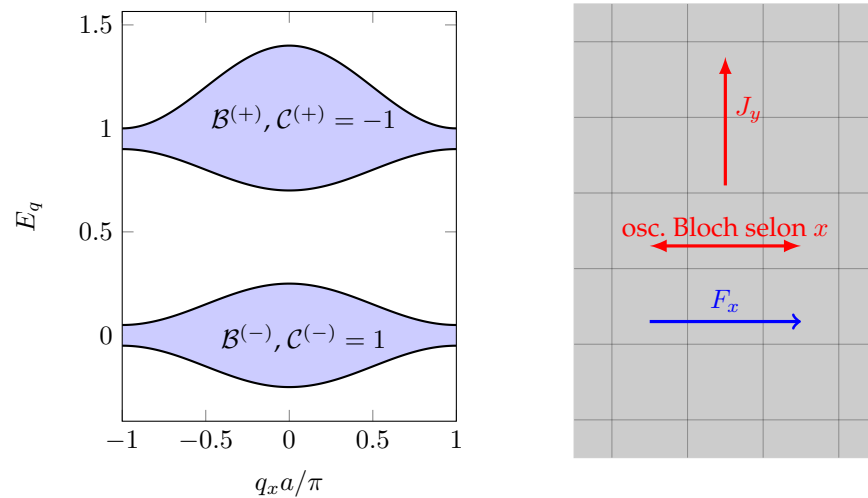 1.5
1
0.5
0
E_q
ℬ^(+), 𝒞^(+) = −1
ℬ^(−), 𝒞^(−) = 1
−1 −0.5 0 0.5 1
q_x a/π
J_y
osc. Bloch selon x
F_x